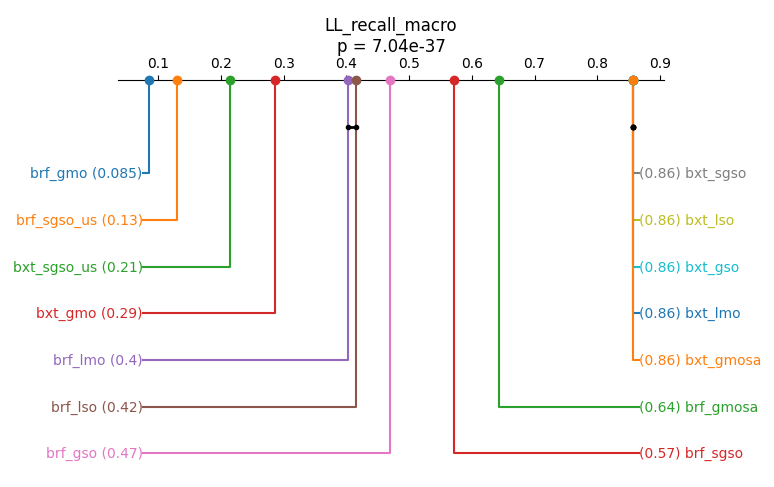 LL_recall_macro
p = 7.04e-37
0.1 0.2 0.3 0.4 0.5 0.6 0.7 0.8 0.9
brf_gmo (0.085)
(0.86) bxt_sgso
brf_sgso_us (0.13)
(0.86) bxt_lso
bxt_sgso_us (0.21)
(0.86) bxt_gso
bxt_gmo (0.29)
(0.86) bxt_lmo
brf_lmo (0.4)
(0.86) bxt_gmosa
brf_lso (0.42)
(0.64) brf_gmosa
brf_gso (0.47)
(0.57) brf_sgso